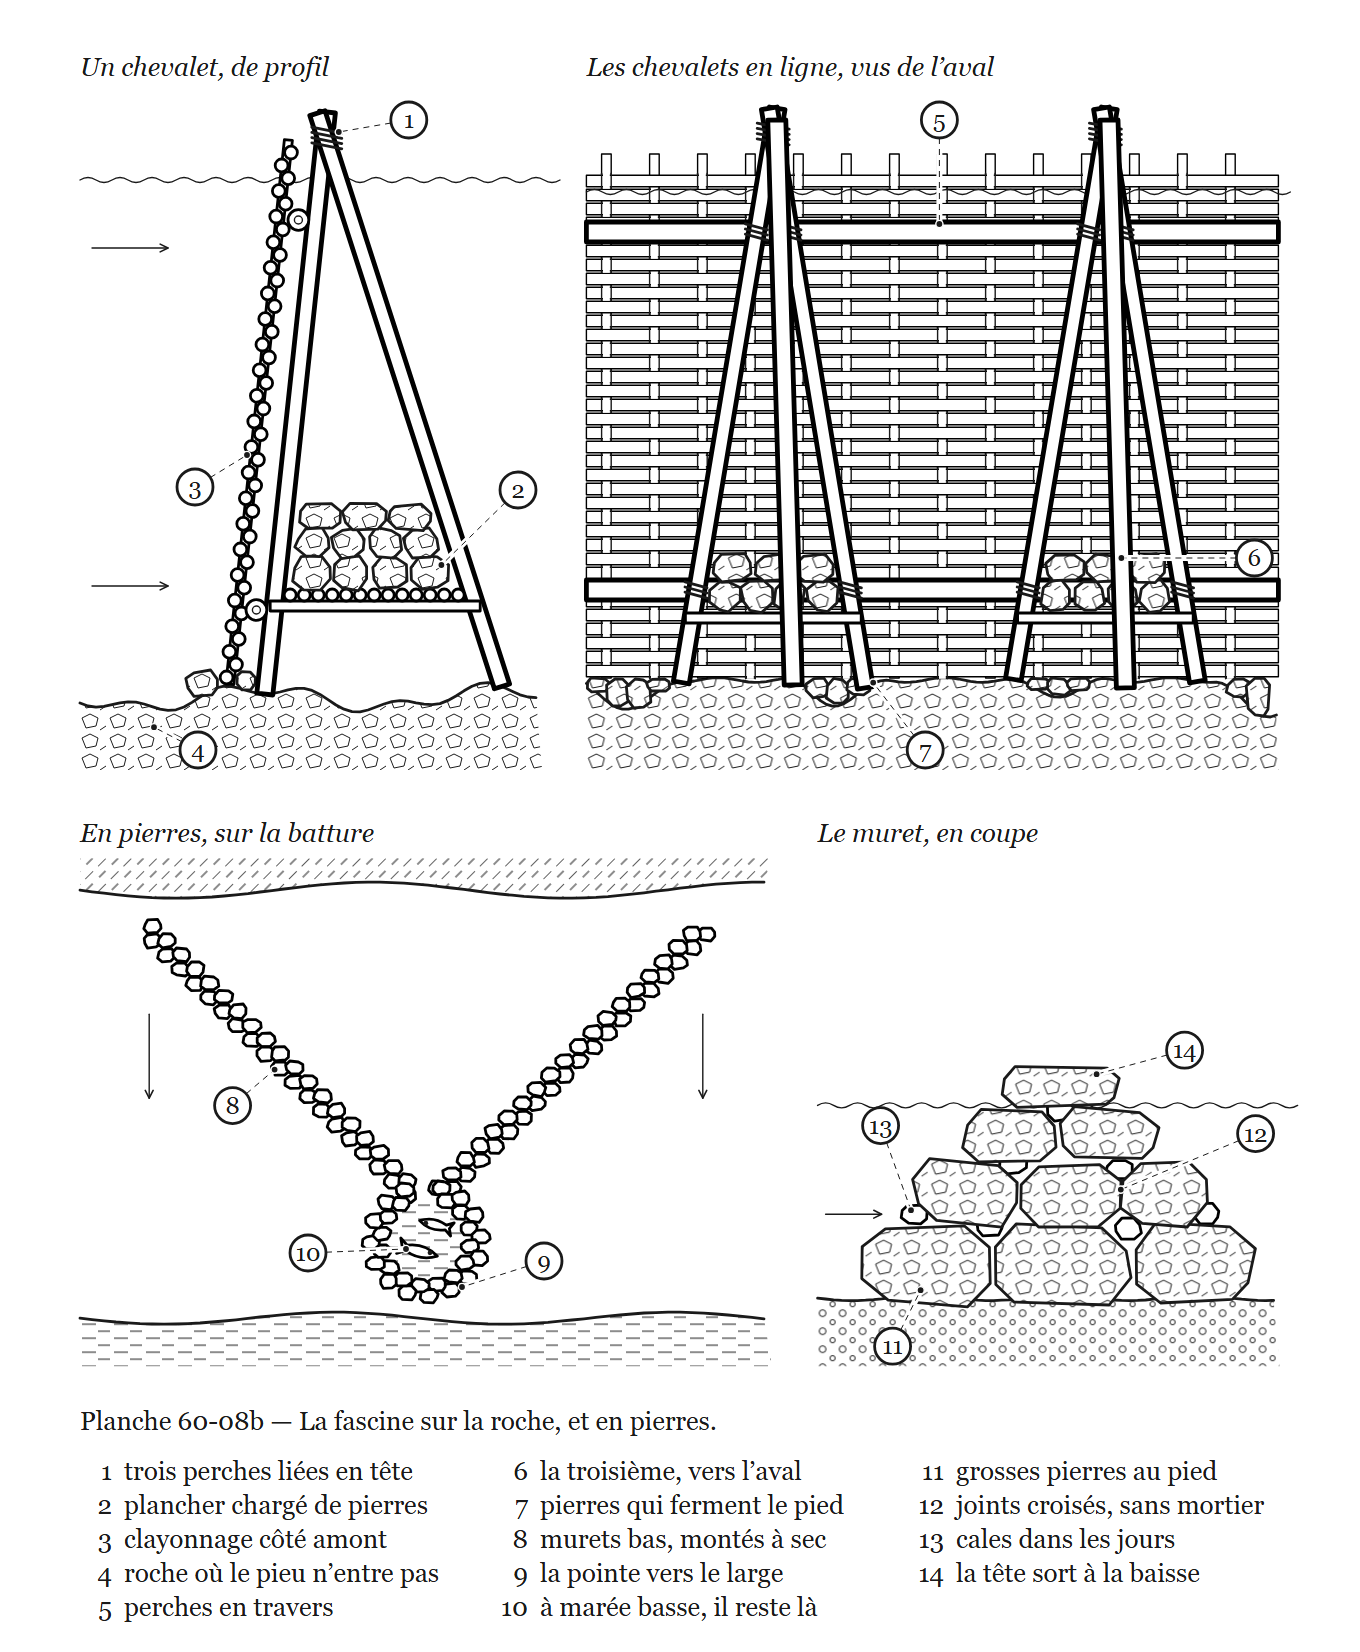 Un chevalet, de profil
Les chevalets en ligne, vus de l’aval
1
5
3
2
6
4
7
En pierres, sur la batture
Le muret, en coupe
14
8
13
12
10
9
11
Planche 60-08b — La fascine sur la roche, et en pierres.
1 trois perches liées en tête
2 plancher chargé de pierres
3 clayonnage côté amont
4 roche où le pieu n’entre pas
5 perches en travers
6 la troisième, vers l’aval
7 pierres qui ferment le pied
8 murets bas, montés à sec
9 la pointe vers le large
10 à marée basse, il reste là
11 grosses pierres au pied
12 joints croisés, sans mortier
13 cales dans les jours
14 la tête sort à la baisse